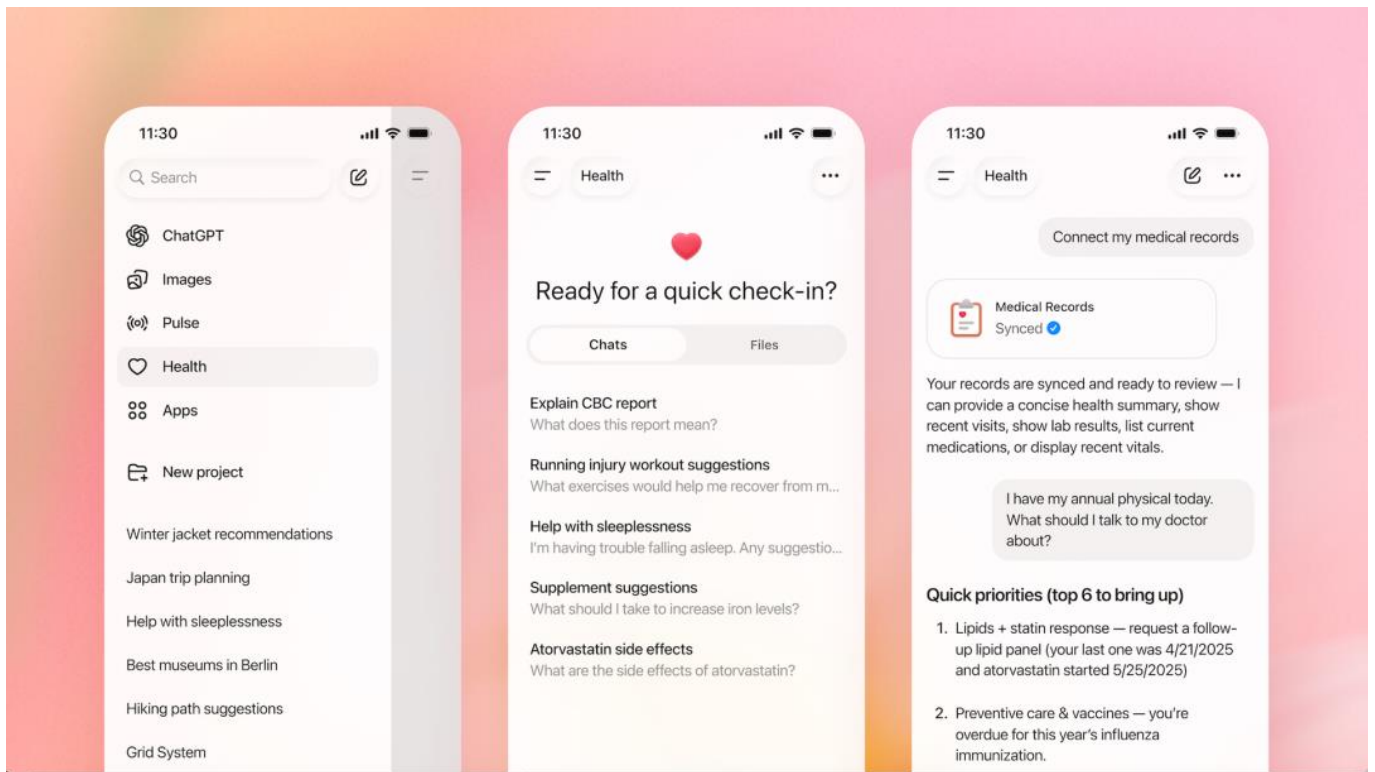 11:30
Search
ChatGPT
Images
Pulse
Health
Apps
New project
Winter jacket recommendations
Japan trip planning
Help with sleeplessness
Best museums in Berlin
Hiking path suggestions
Grid System
11:30
Health
Ready for a quick check-in?
Chats
Files
Explain CBC report
What does this report mean?
Running injury workout suggestions
What exercises would help me recover from m...
Help with sleeplessness
I'm having trouble falling asleep. Any suggestio...
Supplement suggestions
What should I take to increase iron levels?
Atorvastatin side effects
What are the side effects of atorvastatin?
11:30
Health
Connect my medical records
Medical Records
Synced
Your records are synced and ready to review — I
can provide a concise health summary, show
recent visits, show lab results, list current
medications, or display recent vitals.
I have my annual physical today.
What should I talk to my doctor
about?
Quick priorities (top 6 to bring up)
1. Lipids + statin response — request a follow-
up lipid panel (your last one was 4/21/2025
and atorvastatin started 5/25/2025)
2. Preventive care & vaccines — you're
overdue for this year's influenza
immunization.